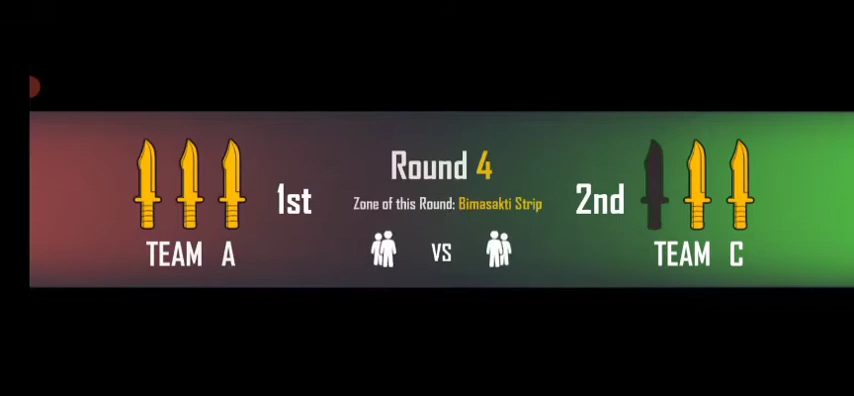 Round 4
1st
Zone of this Round: Bimasakti Strip
2nd
TEAM A
VS
TEAM C